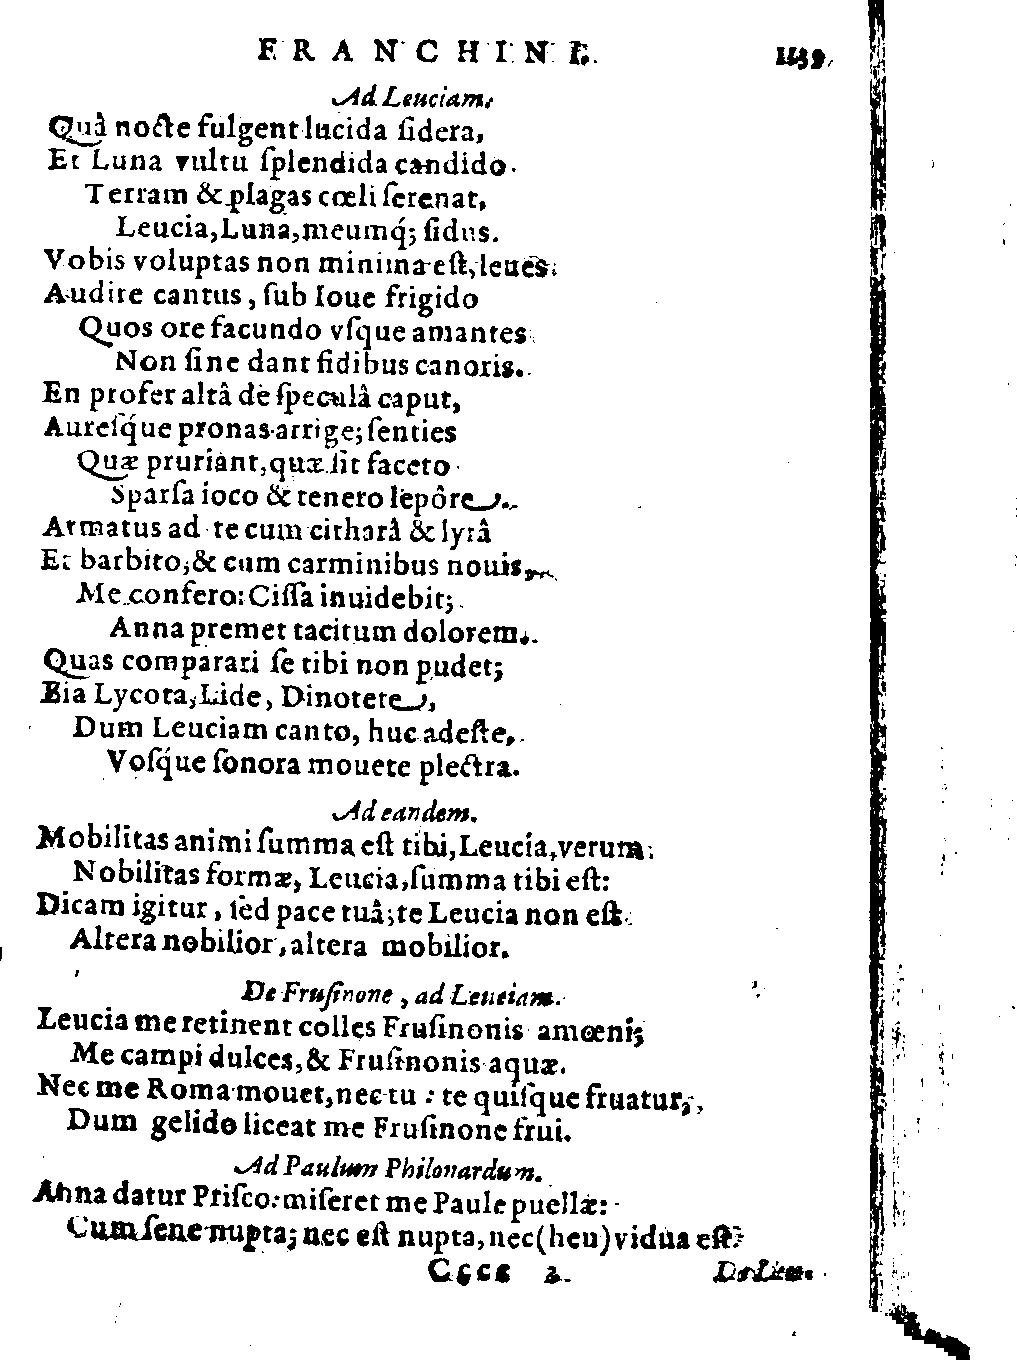 FRANCHINI. 1139
Ad Leuciam.
Quâ nocte fulgent lucida ſidera,
Et Luna vultu ſplendida candido
Terram & plagas cœli ſerenat,
Leucia, Luna, meumq́; ſidus.
Vobis voluptas non minima eſt, leues
Audire cantus, ſub Ioue frigido
Quos ore facundo vſque amantes
Non ſine dant fidibus canoris.
En profer altâ de ſpeculâ caput,
Aureſq́ue pronas arrige; ſenties
Quæ pruriant, quæ ſit faceto
Sparſa ioco & tenero lepôre.
Armatus ad te cum citharâ & lyrâ
Et barbito, & cum carminibus nouis,
Me confero: Ciſſa inuidebit;
Anna premet tacitum dolorem.
Quas comparari ſe tibi non pudet;
Eia Lycota, Lide, Dinotere,
Dum Leuciam canto, huc adeſte,
Voſq́ue ſonora mouete plectra.
Ad eandem.
Mobilitas animi ſumma eſt tibi, Leucia, verum
Nobilitas formæ, Leucia, ſumma tibi eſt:
Dicam igitur, ſed pace tuâ; te Leucia non eſt
Altera nobilior, altera mobilior.
De Fruſinone, ad Leuciam.
Leucia me retinent colles Fruſinonis amœni;
Me campi dulces, & Fruſinonis aquæ.
Nec me Roma mouet, nec tu: te quiſque fruatur,
Dum gelido liceat me Fruſinone frui.
Ad Paulum Philonardum.
Anna datur Priſco: miſeret me Paule puellæ:
Cum ſene nupta; nec eſt nupta, nec (heu) vidua eſt.
Cccc 2. De